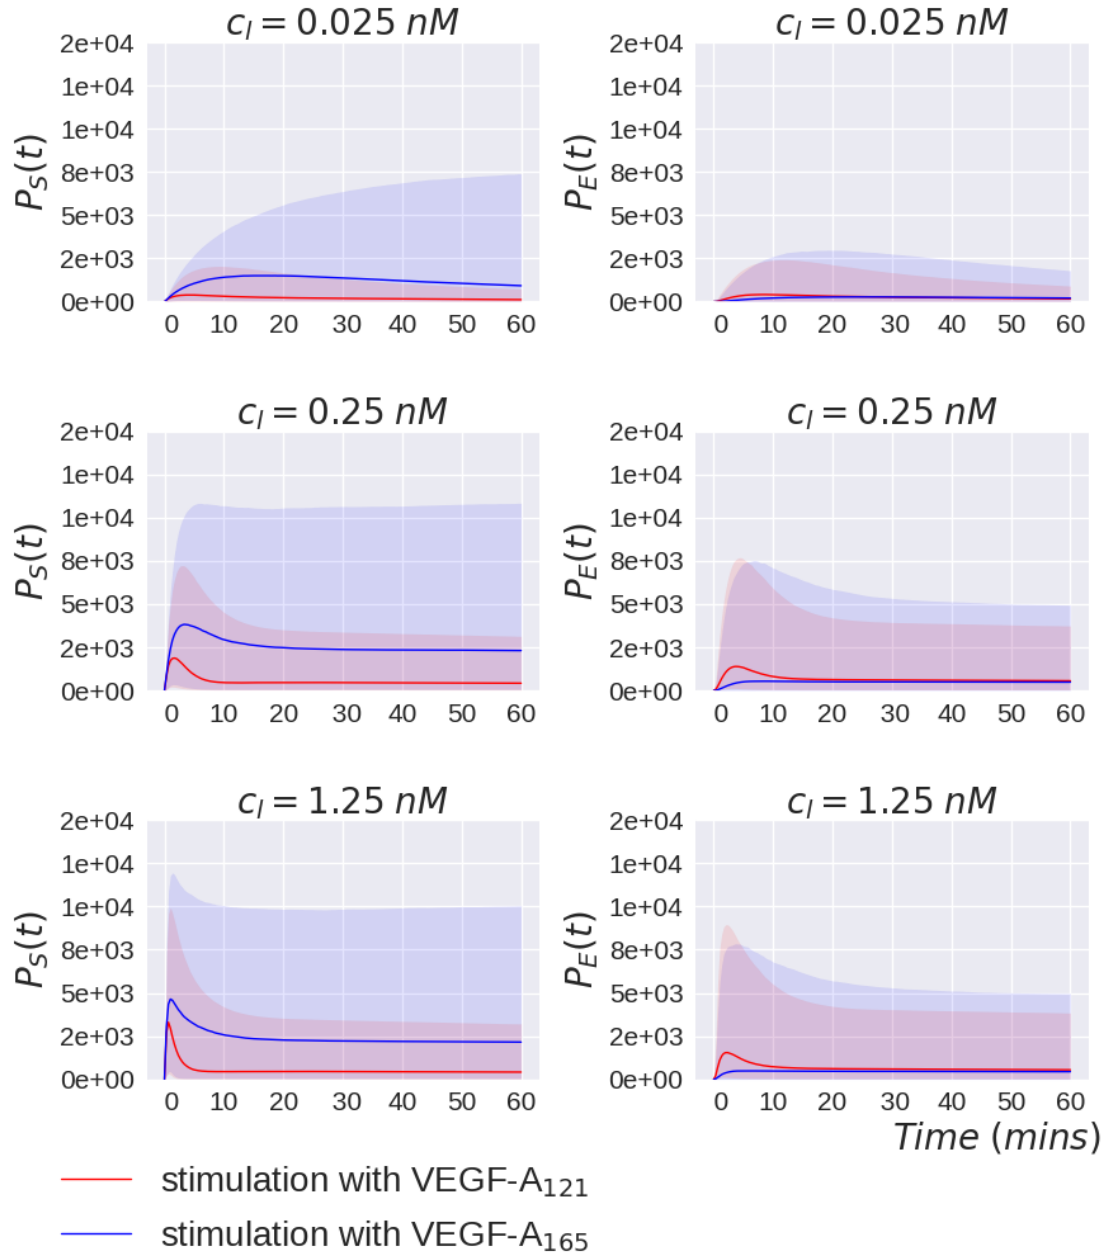 c_l = 0.025 nM
c_l = 0.025 nM
P_S(t)
2e+04
1e+04
1e+04
8e+03
5e+03
2e+03
0e+00
0 10 20 30 40 50 60
P_E(t)
2e+04
1e+04
1e+04
8e+03
5e+03
2e+03
0e+00
0 10 20 30 40 50 60
c_l = 0.25 nM
c_l = 0.25 nM
P_S(t)
2e+04
1e+04
1e+04
8e+03
5e+03
2e+03
0e+00
0 10 20 30 40 50 60
P_E(t)
2e+04
1e+04
1e+04
8e+03
5e+03
2e+03
0e+00
0 10 20 30 40 50 60
c_l = 1.25 nM
c_l = 1.25 nM
P_S(t)
2e+04
1e+04
1e+04
8e+03
5e+03
2e+03
0e+00
0 10 20 30 40 50 60
P_E(t)
2e+04
1e+04
1e+04
8e+03
5e+03
2e+03
0e+00
0 10 20 30 40 50 60
Time (mins)
stimulation with VEGF-A₁₂₁
stimulation with VEGF-A₁₆₅